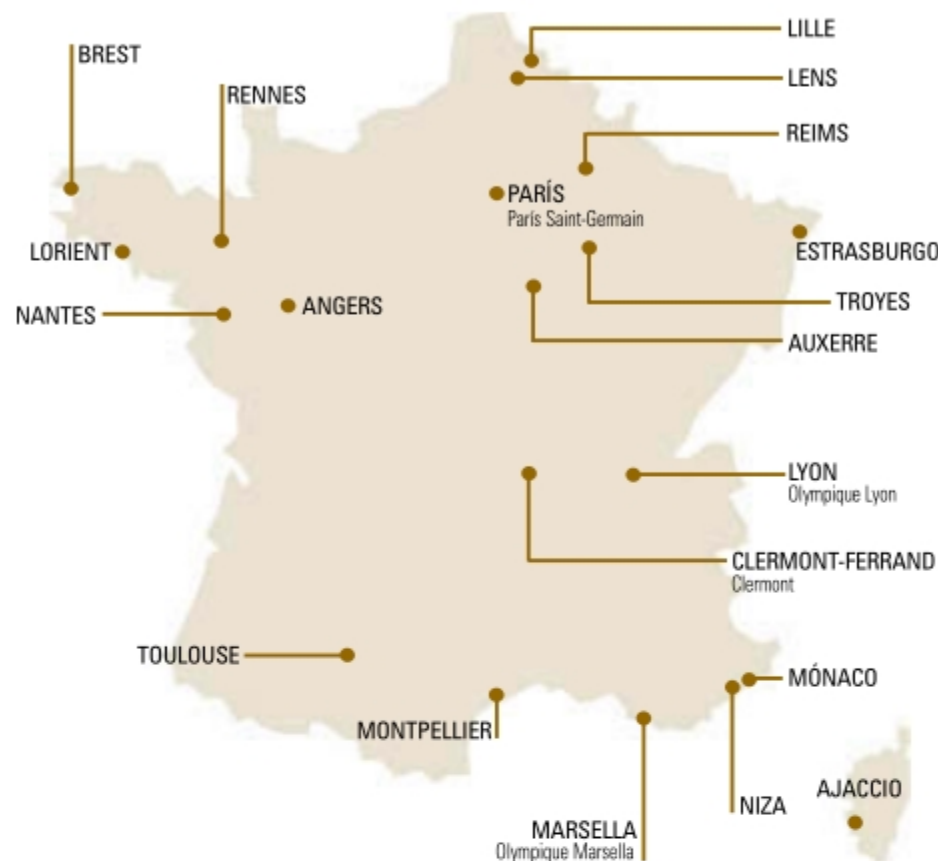 LILLE
BREST
LENS
RENNES
REIMS
PARÍS
París Saint-Germain
LORIENT
ESTRASBURGO
NANTES
ANGERS
TROYES
AUXERRE
LYON
Olympique Lyon
CLERMONT-FERRAND
Clermont
TOULOUSE
MÓNACO
MONTPELLIER
AJACCIO
NIZA
MARSELLA
Olympique Marsella